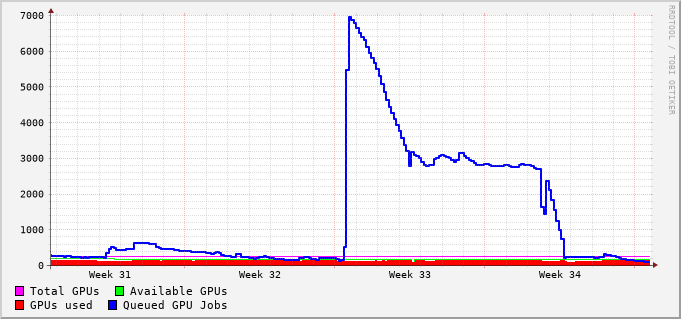 7000
6000
5000
4000
3000
2000
1000
0
Week 31 Week 32 Week 33 Week 34
Total GPUs Available GPUs
GPUs used Queued GPU Jobs
RRDTOOL / TOBI OETIKER